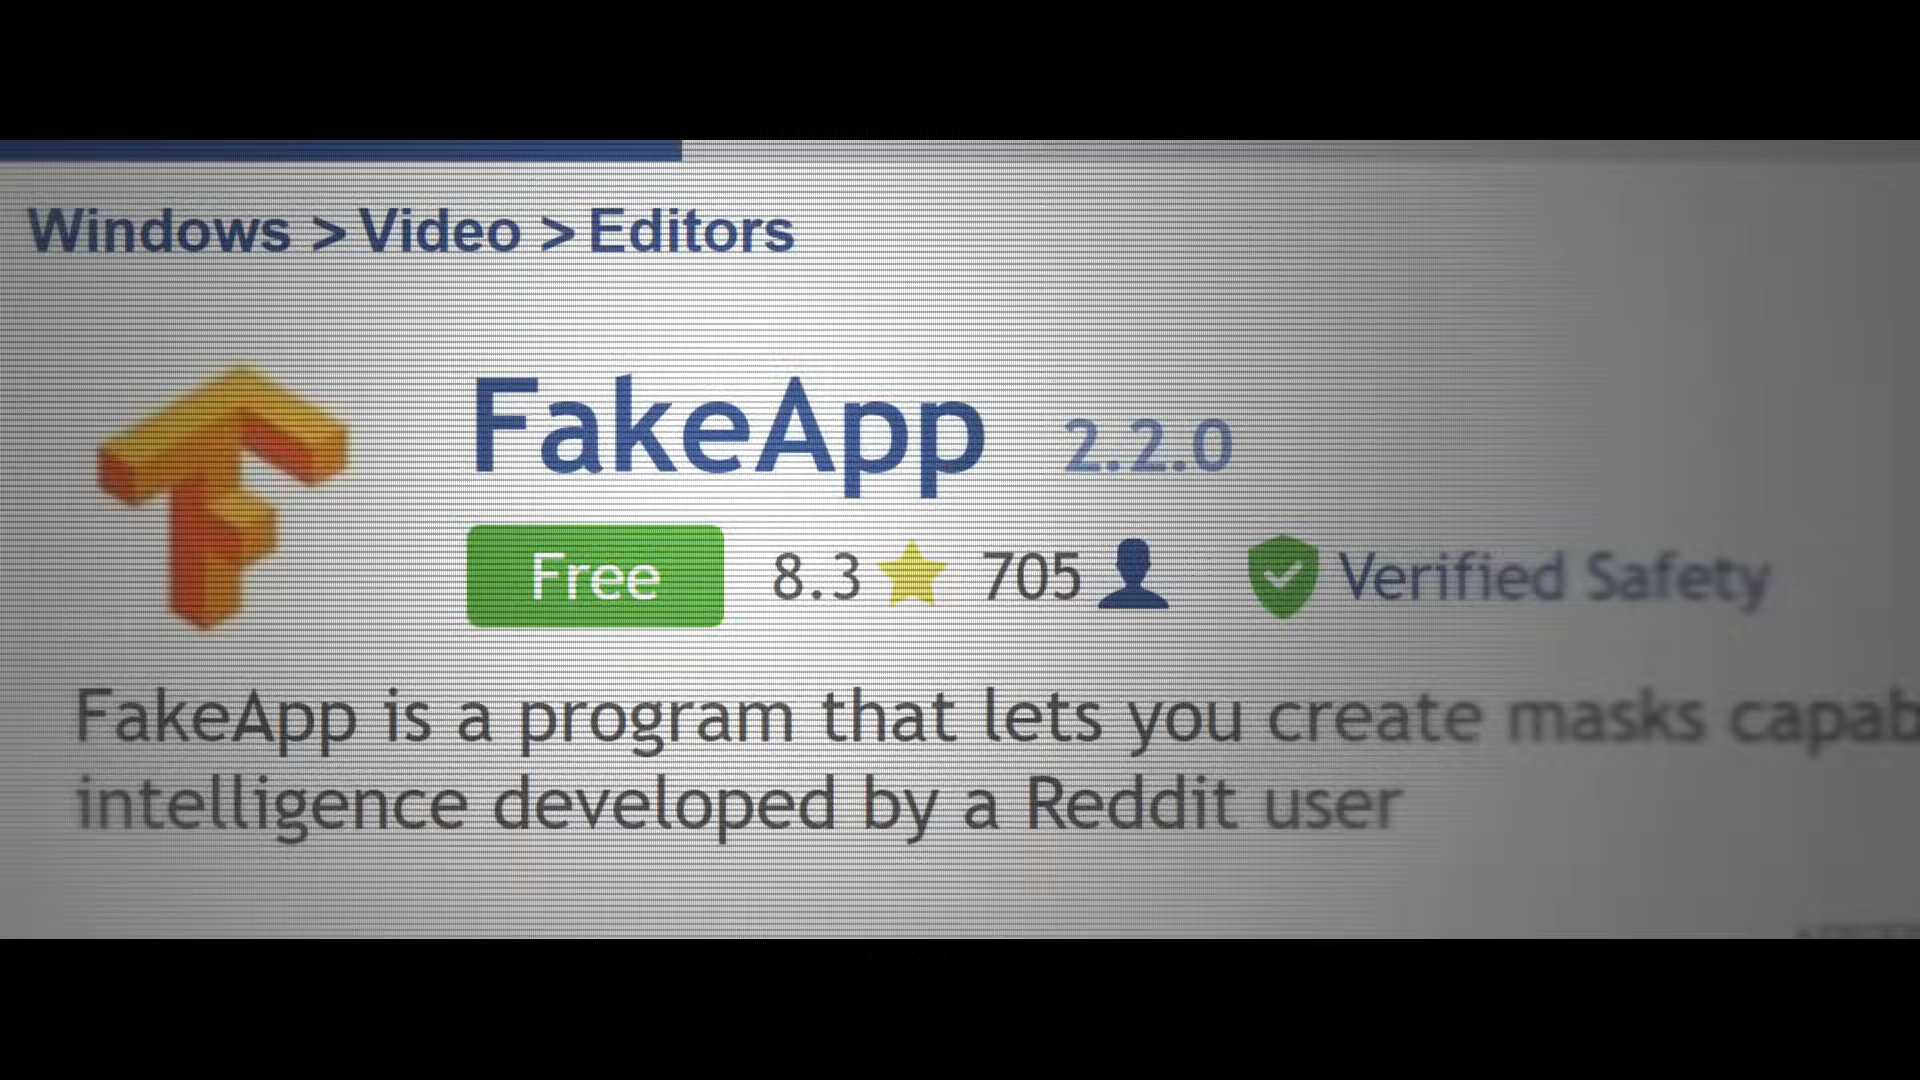 Windows > Video > Editors
FakeApp 2.2.0
Free 8.3 705 Verified Safety
FakeApp is a program that lets you create masks capab
intelligence developed by a Reddit user